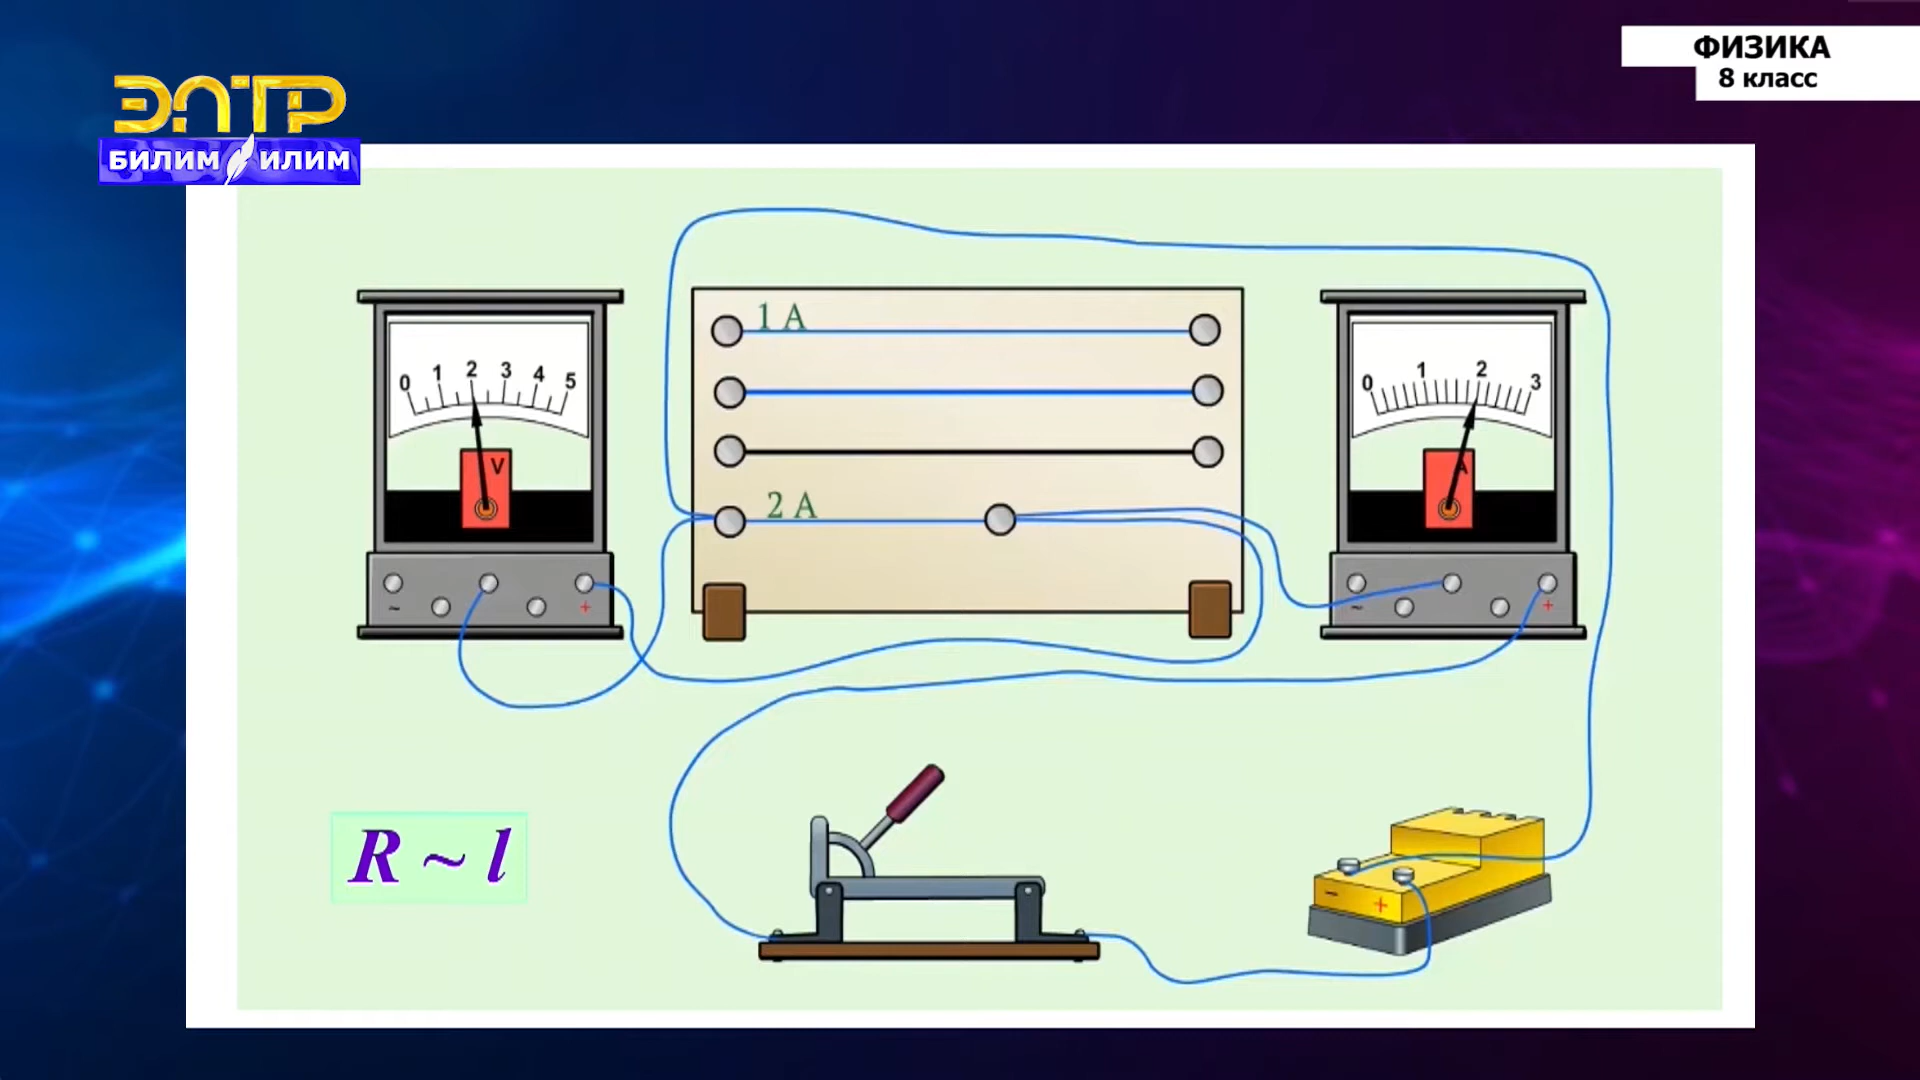 ФИЗИКА
8 класс
ЭЛТР
БИЛИМ ИЛИМ
1 A
0 1 2 3 4 5
V
~ +
2 A
0 1 2 3
A
~ +
R ~ l
− +